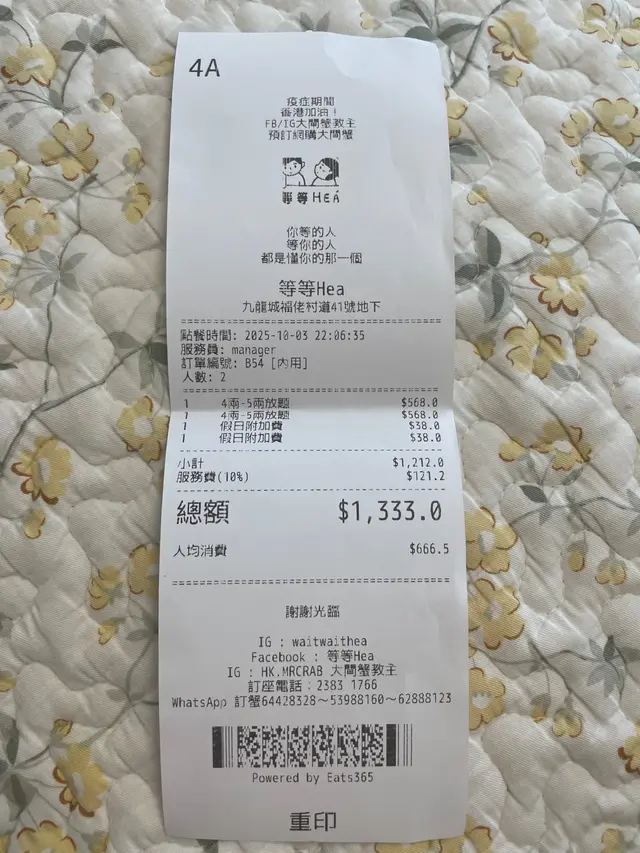 4A
疫症期間
香港加油！
FB/IG大閘蟹教主
預訂網購大閘蟹
等等HEA
你等的人
等你的人
都是懂你的那一個
等等Hea
九龍城福佬村道41號地下
點餐時間: 2025-10-03 22:06:35
服務員: manager
訂單編號: B54 [內用]
人數: 2
1 4兩-5兩放題 $568.0
1 4兩-5兩放題 $568.0
1 假日附加費 $38.0
1 假日附加費 $38.0
小計 $1,212.0
服務費(10%) $121.2
總額 $1,333.0
人均消費 $666.5
謝謝光臨
IG : waitwaithea
Facebook : 等等Hea
IG : HK.MRCRAB 大閘蟹教主
訂座電話：2383 1766
WhatsApp 訂蟹64428328～53988160～62888123
Powered by Eats365
重印